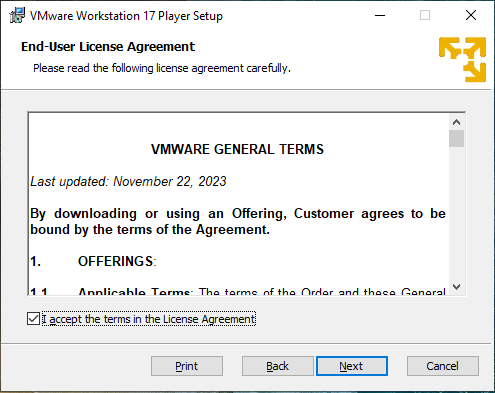 VMware Workstation 17 Player Setup
End-User License Agreement
Please read the following license agreement carefully.
VMWARE GENERAL TERMS
Last updated: November 22, 2023
By downloading or using an Offering, Customer agrees to be
bound by the terms of the Agreement.
1. OFFERINGS:
1.1 Applicable Terms: The terms of the Order and these General
I accept the terms in the License Agreement
Print Back Next Cancel